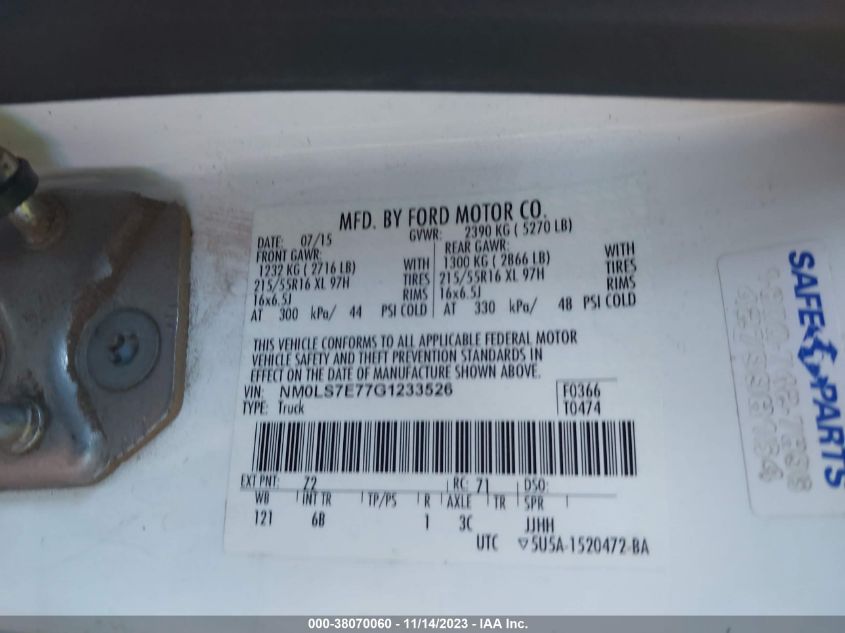 MFD. BY FORD MOTOR CO.
DATE: 07/15 GVWR: 2390 KG ( 5270 LB)
FRONT GAWR: REAR GAWR:
1232 KG ( 2716 LB) WITH 1300 KG ( 2866 LB) WITH
215/55R16 XL 97H TIRES 215/55R16 XL 97H TIRES
16x6.5J RIMS 16x6.5J RIMS
AT 300 kPa/ 44 PSI COLD AT 330 kPa/ 48 PSI COLD
THIS VEHICLE CONFORMS TO ALL APPLICABLE FEDERAL MOTOR
VEHICLE SAFETY AND THEFT PREVENTION STANDARDS IN
EFFECT ON THE DATE OF MANUFACTURE SHOWN ABOVE.
VIN: NM0LS7E77G1233526 F0366
TYPE: Truck T0474
EXT PNT: Z2 RC: 71 DSO:
WB INT TR TP/PS R AXLE TR SPR
121 6B 1 3C JJHH
UTC ▽5U5A-1520472-BA
SAFE PARTS
000-38070060 - 11/14/2023 - IAA Inc.